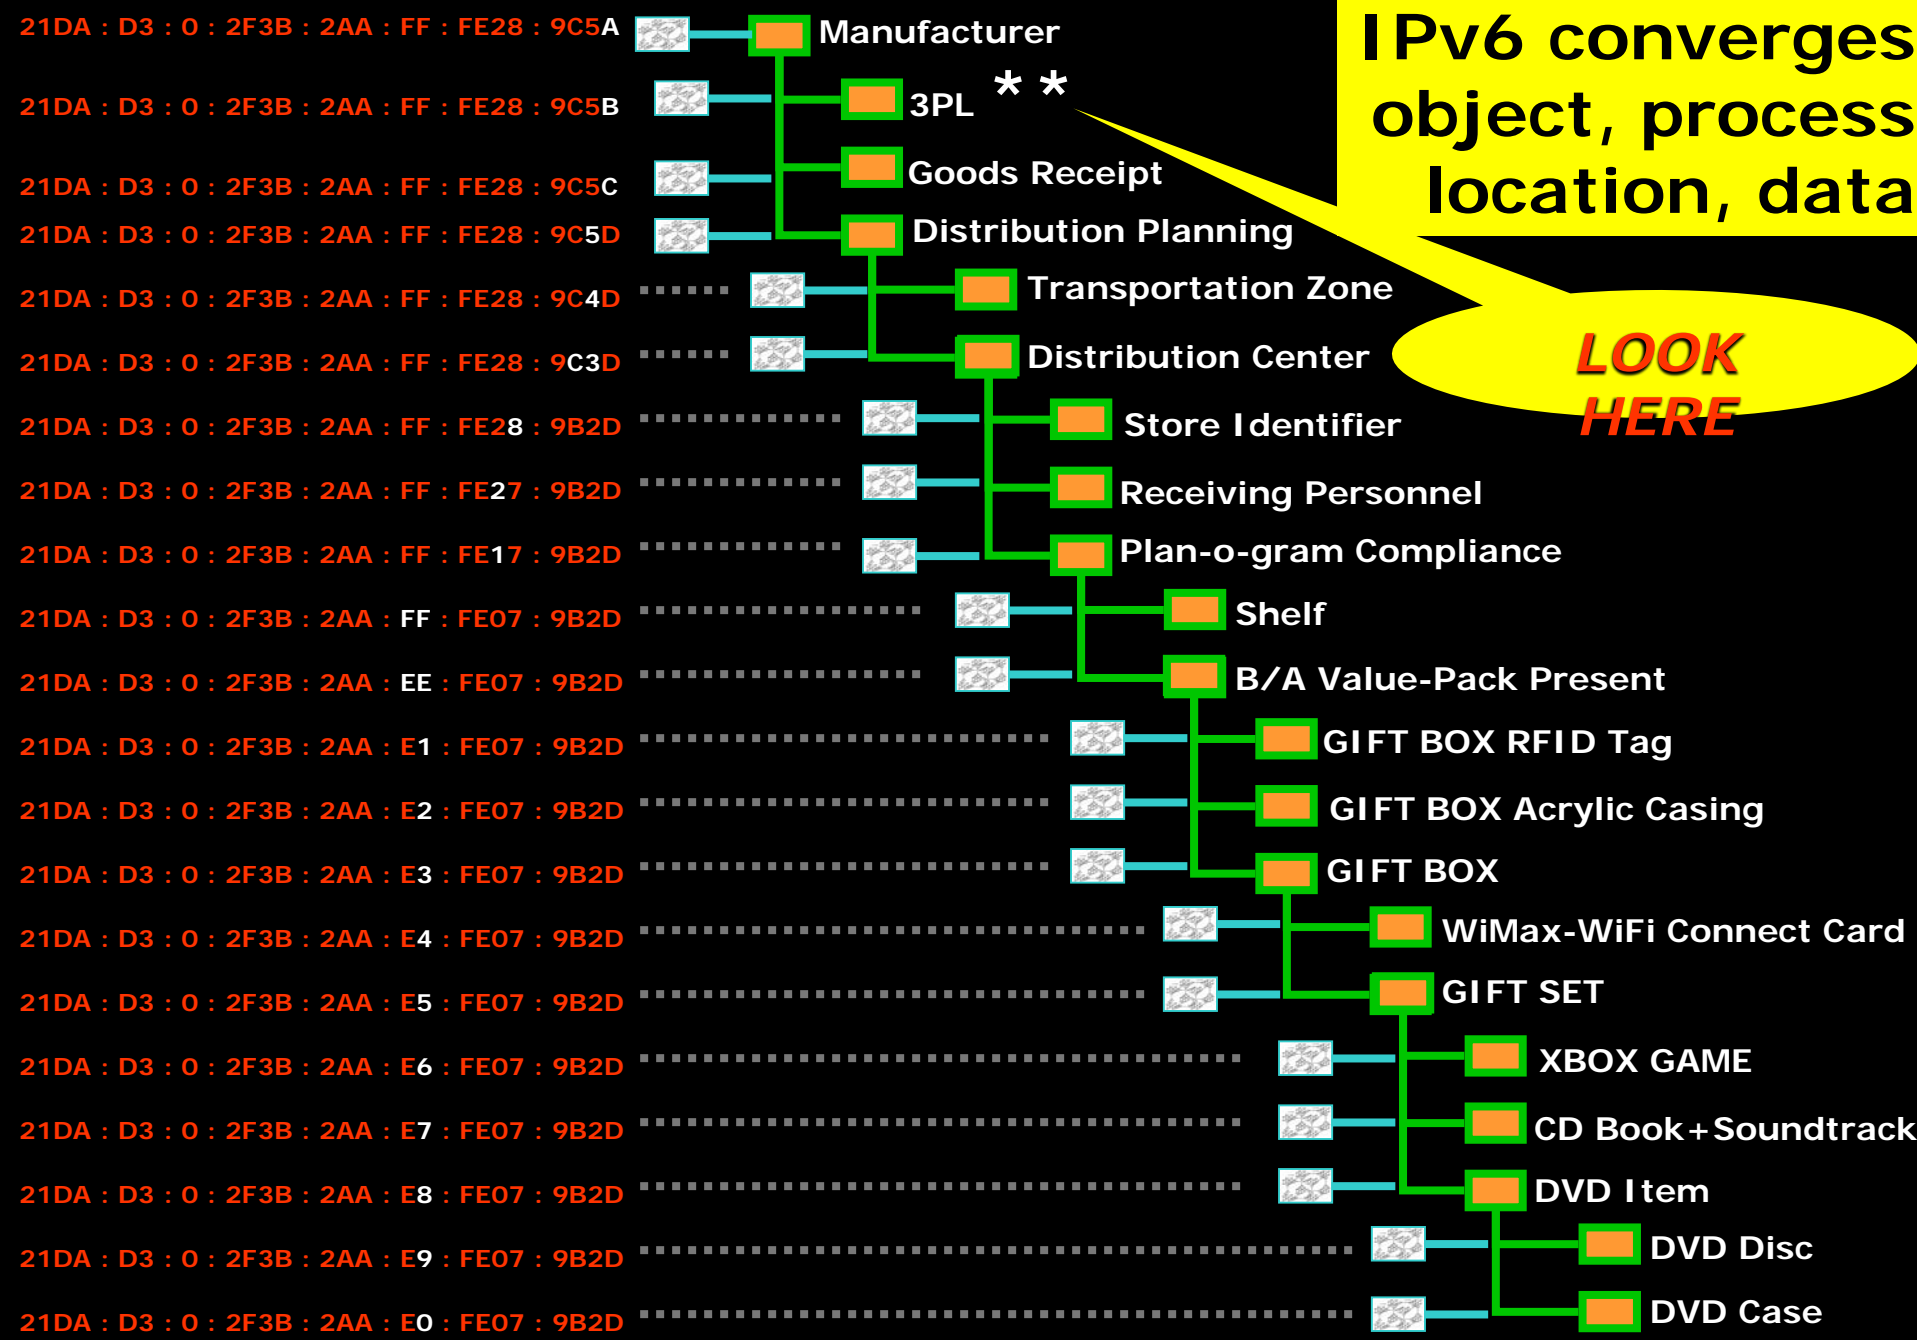 IPv6 converges
object, process
location, data
21DA : D3 : 0 : 2F3B : 2AA : FF : FE28 : 9C5A Manufacturer
21DA : D3 : 0 : 2F3B : 2AA : FF : FE28 : 9C5B 3PL **
21DA : D3 : 0 : 2F3B : 2AA : FF : FE28 : 9C5C Goods Receipt
21DA : D3 : 0 : 2F3B : 2AA : FF : FE28 : 9C5D Distribution Planning
21DA : D3 : 0 : 2F3B : 2AA : FF : FE28 : 9C4D Transportation Zone
21DA : D3 : 0 : 2F3B : 2AA : FF : FE28 : 9C3D Distribution Center
LOOK
HERE
21DA : D3 : 0 : 2F3B : 2AA : FF : FE28 : 9B2D Store Identifier
21DA : D3 : 0 : 2F3B : 2AA : FF : FE27 : 9B2D Receiving Personnel
21DA : D3 : 0 : 2F3B : 2AA : FF : FE17 : 9B2D Plan-o-gram Compliance
21DA : D3 : 0 : 2F3B : 2AA : FF : FE07 : 9B2D Shelf
21DA : D3 : 0 : 2F3B : 2AA : EE : FE07 : 9B2D B/A Value-Pack Present
21DA : D3 : 0 : 2F3B : 2AA : E1 : FE07 : 9B2D GIFT BOX RFID Tag
21DA : D3 : 0 : 2F3B : 2AA : E2 : FE07 : 9B2D GIFT BOX Acrylic Casing
21DA : D3 : 0 : 2F3B : 2AA : E3 : FE07 : 9B2D GIFT BOX
21DA : D3 : 0 : 2F3B : 2AA : E4 : FE07 : 9B2D WiMax-WiFi Connect Card
21DA : D3 : 0 : 2F3B : 2AA : E5 : FE07 : 9B2D GIFT SET
21DA : D3 : 0 : 2F3B : 2AA : E6 : FE07 : 9B2D XBOX GAME
21DA : D3 : 0 : 2F3B : 2AA : E7 : FE07 : 9B2D CD Book+Soundtrack
21DA : D3 : 0 : 2F3B : 2AA : E8 : FE07 : 9B2D DVD Item
21DA : D3 : 0 : 2F3B : 2AA : E9 : FE07 : 9B2D DVD Disc
21DA : D3 : 0 : 2F3B : 2AA : E0 : FE07 : 9B2D DVD Case